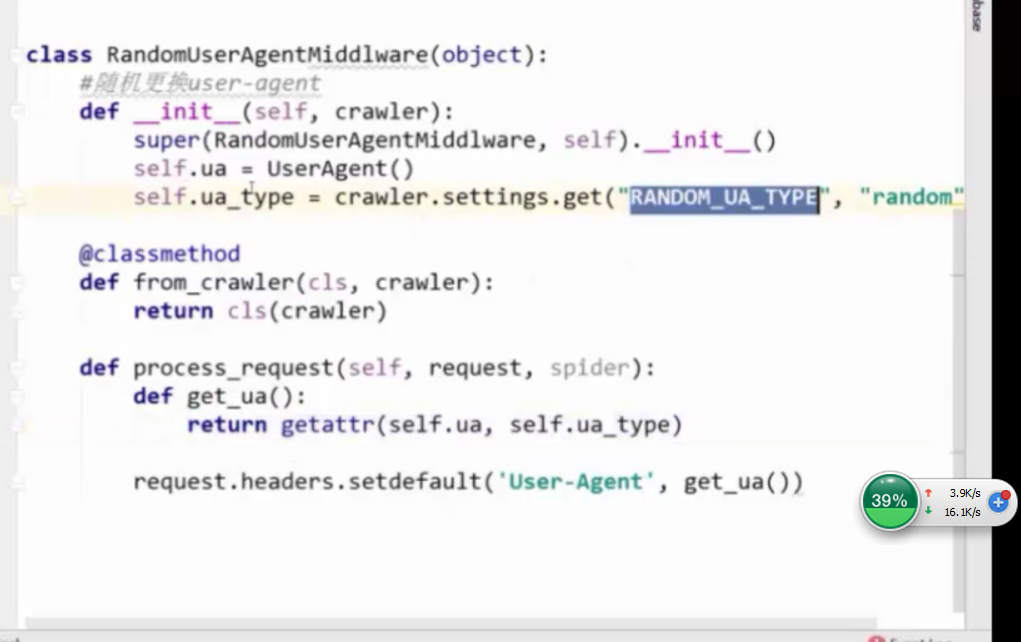 base
class RandomUserAgentMiddlware(object):
#随机更换user-agent
def __init__(self, crawler):
super(RandomUserAgentMiddlware, self).__init__()
self.ua = UserAgent()
self.ua_type = crawler.settings.get("RANDOM_UA_TYPE", "random"
@classmethod
def from_crawler(cls, crawler):
return cls(crawler)
def process_request(self, request, spider):
def get_ua():
return getattr(self.ua, self.ua_type)
request.headers.setdefault('User-Agent', get_ua())
39%
3.9K/s
16.1K/s